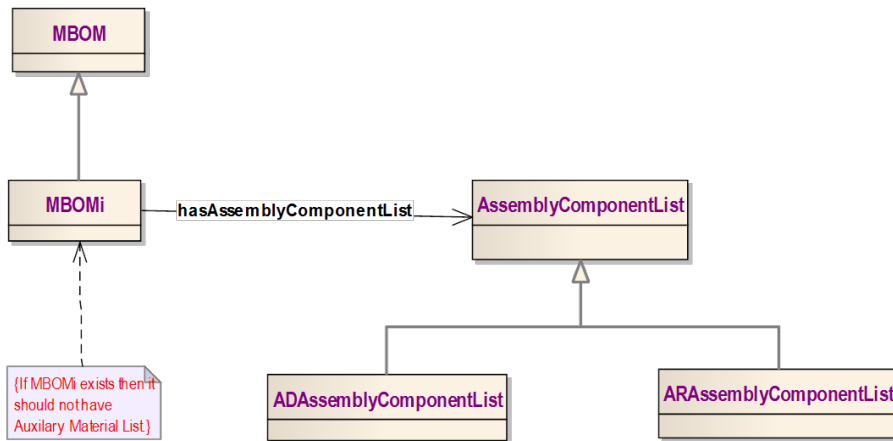 MBOM
MBOMi
hasAssemblyComponentList
AssemblyComponentList
{If MBOMi exists then it
should not have
Auxilary Material List}
ADAssemblyComponentList
ARAssemblyComponentList